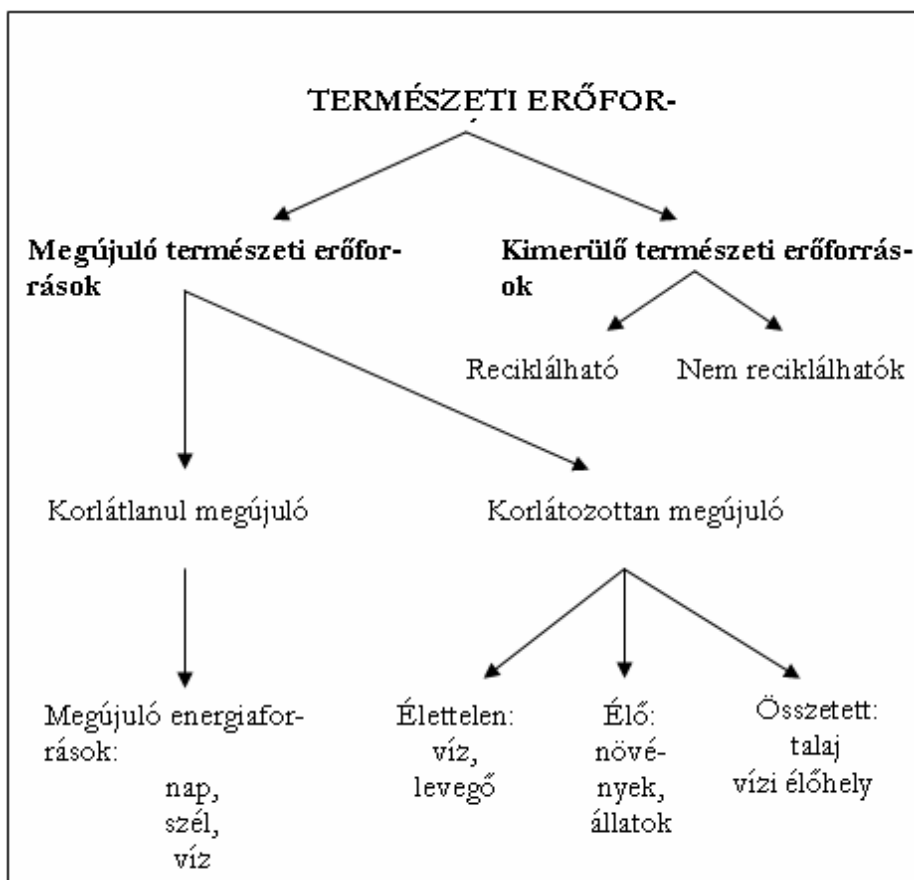 TERMÉSZETI ERŐFOR-
Megújuló természeti erőfor-
rások
Kimerülő természeti erőforrás-
ok
Reciklálható
Nem reciklálhatók
Korlátlanul megújuló
Korlátozottan megújuló
Megújuló energiafor-
rások:
nap,
szél,
víz
Élettelen:
víz,
levegő
Élő:
növé-
nyek,
állatok
Összetett:
talaj
vízi élőhely